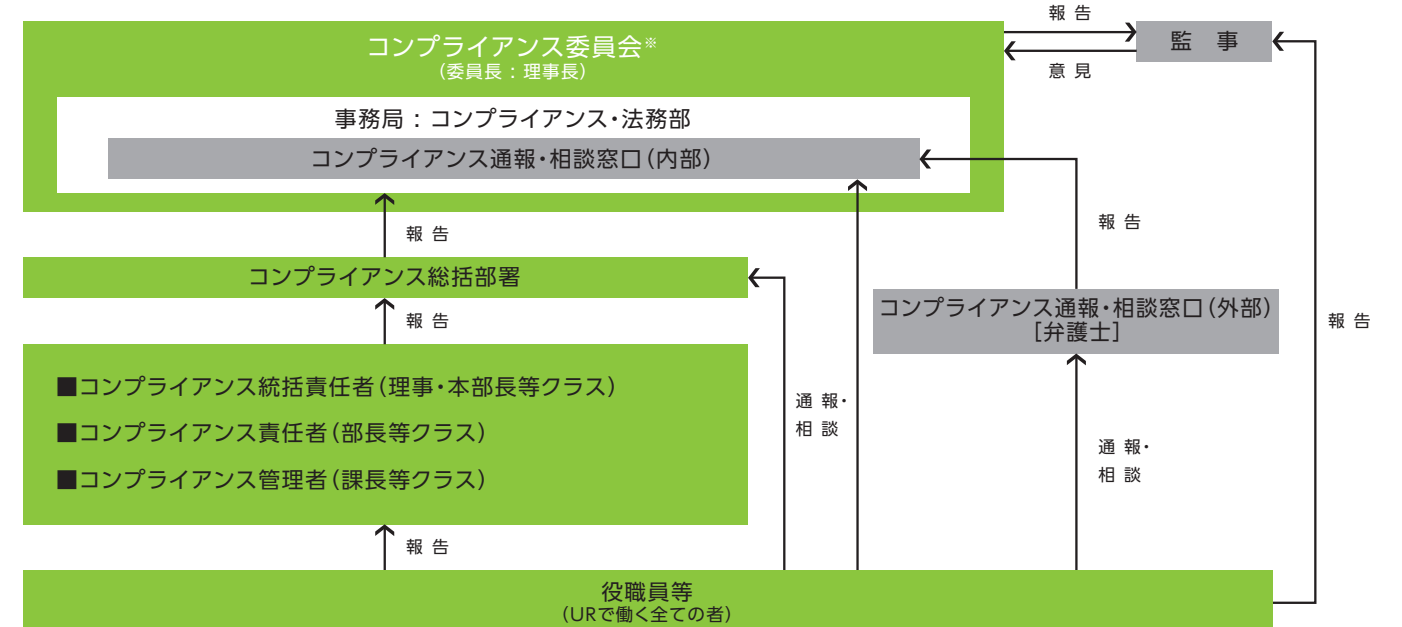 報告
コンプライアンス委員会※
(委員長：理事長)
監事
意見
事務局：コンプライアンス・法務部
コンプライアンス通報・相談窓口(内部)
報告
報告
コンプライアンス総括部署
コンプライアンス通報・相談窓口(外部)
[弁護士]
報告
報告
■コンプライアンス統括責任者(理事・本部長等クラス)
■コンプライアンス責任者(部長等クラス)
■コンプライアンス管理者(課長等クラス)
通報・
相談
通報・
相談
報告
役職員等
(URで働く全ての者)